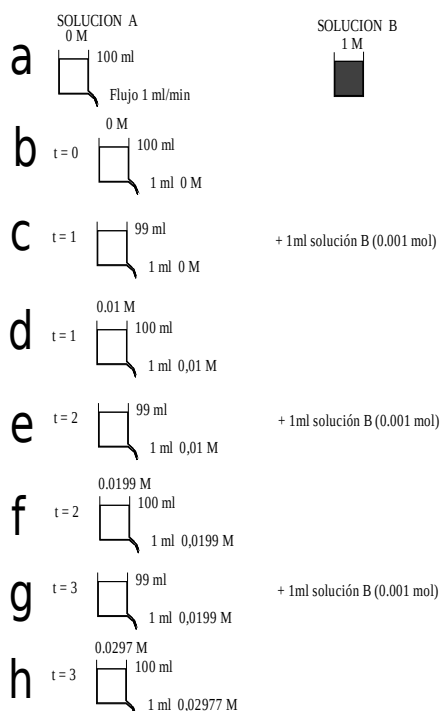 SOLUCION A
0 M
SOLUCION B
1 M
a
100 ml
Flujo 1 ml/min
b
t = 0
0 M
100 ml
1 ml 0 M
c
t = 1
99 ml
1 ml 0 M
+ 1ml solución B (0.001 mol)
d
t = 1
0.01 M
100 ml
1 ml 0,01 M
e
t = 2
99 ml
1 ml 0,01 M
+ 1ml solución B (0.001 mol)
f
t = 2
0.0199 M
100 ml
1 ml 0,0199 M
g
t = 3
99 ml
1 ml 0,0199 M
+ 1ml solución B (0.001 mol)
h
t = 3
0.0297 M
100 ml
1 ml 0,02977 M